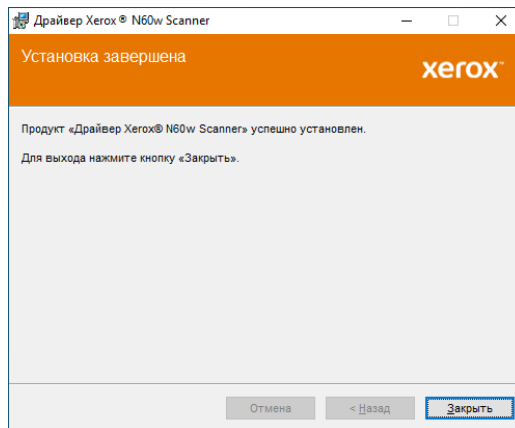 Драйвер Xerox ® N60w Scanner
Установка завершена
xerox™
Продукт «Драйвер Xerox® N60w Scanner» успешно установлен.
Для выхода нажмите кнопку «Закрыть».
Отмена < Назад Закрыть